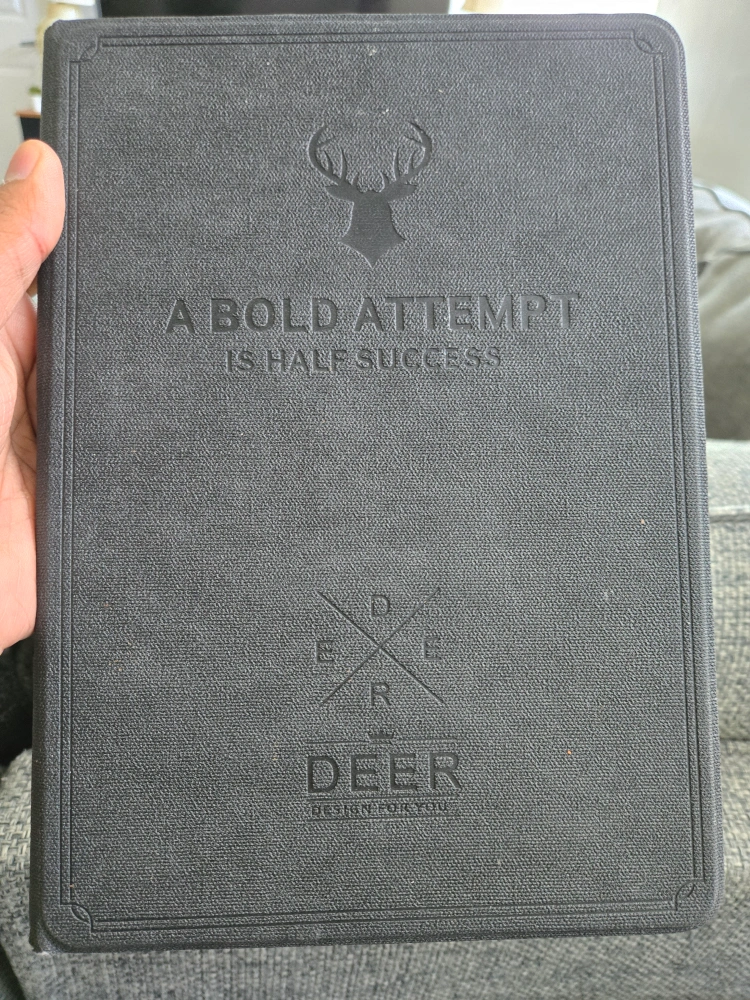 A BOLD ATTEMPT
IS HALF SUCCESS
D
E E
R
DEER
DESIGN FOR YOU